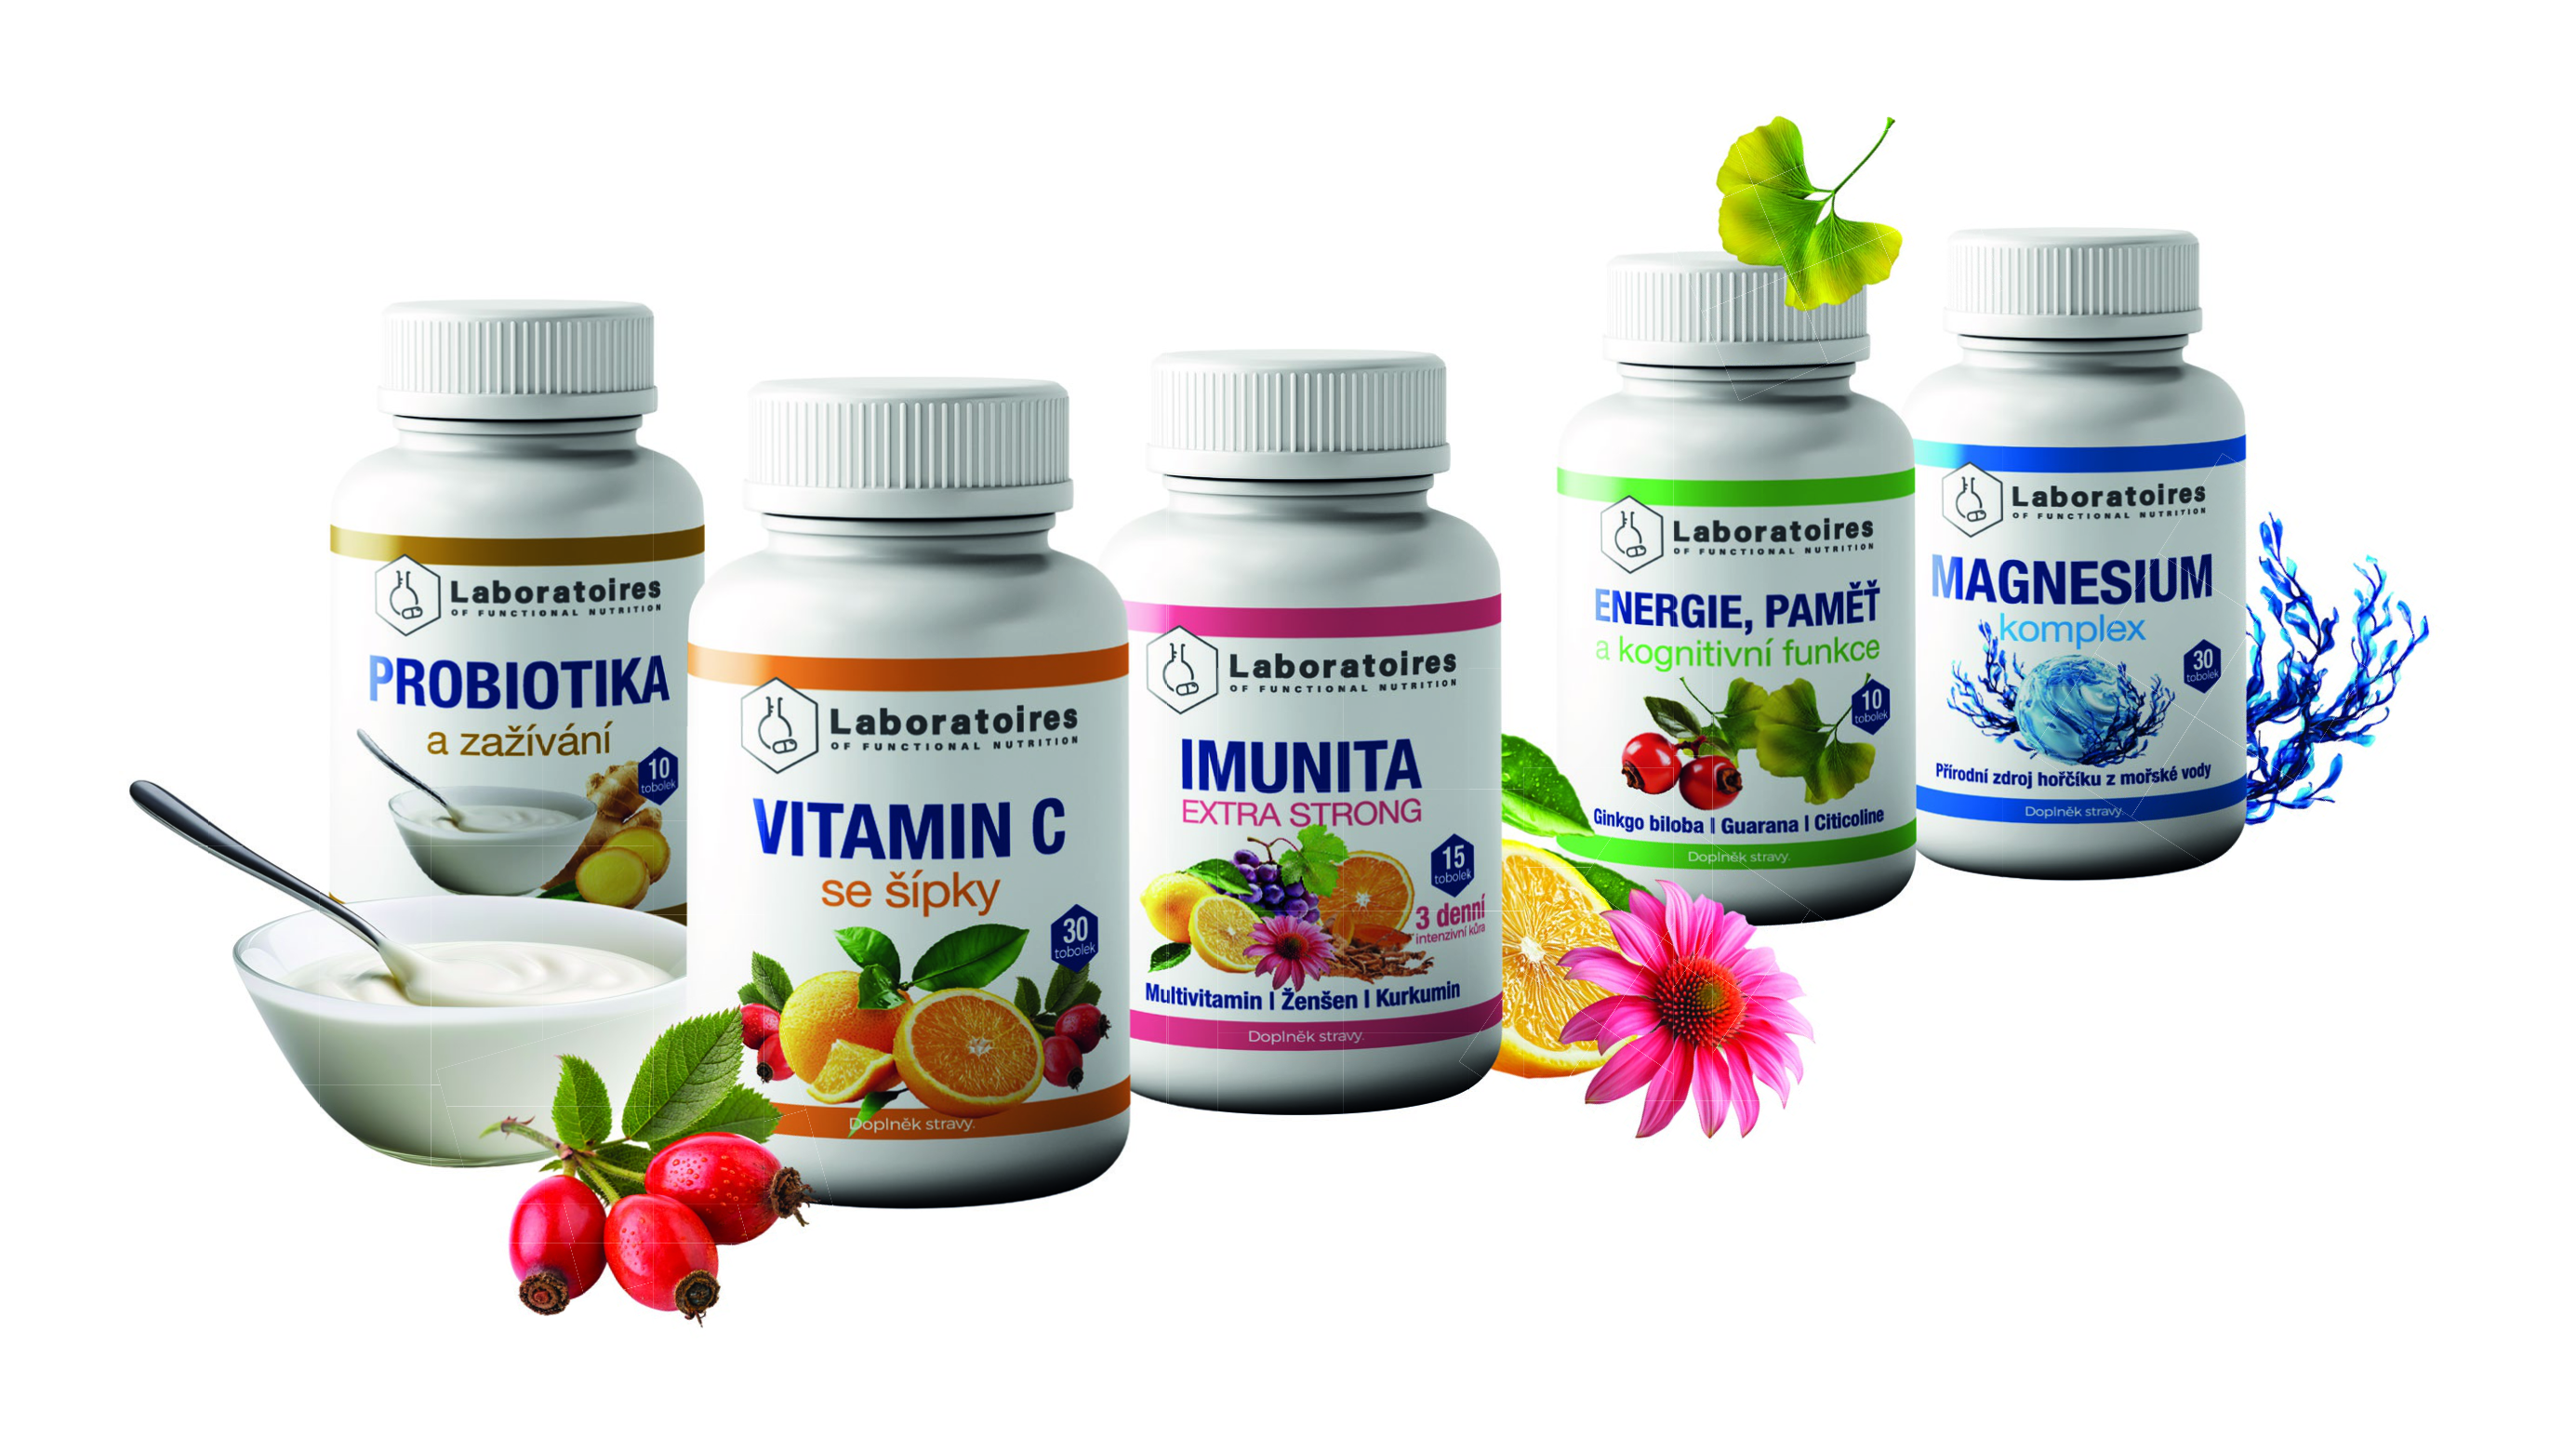 Laboratoires
OF FUNCTIONAL NUTRITION
PROBIOTIKA
a zažívání
10
tobolek
Laboratoires
OF FUNCTIONAL NUTRITION
VITAMIN C
se šípky
30
tobolek
Doplněk stravy.
Laboratoires
OF FUNCTIONAL NUTRITION
IMUNITA
EXTRA STRONG
15
tobolek
3 denní
intenzivní kúra
Multivitamin | Ženšen | Kurkumin
Doplněk stravy.
Laboratoires
OF FUNCTIONAL NUTRITION
ENERGIE, PAMĚŤ
a kognitivní funkce
10
tobolek
Ginkgo biloba | Guarana | Citicoline
Doplněk stravy.
Laboratoires
OF FUNCTIONAL NUTRITION
MAGNESIUM
komplex
30
tobolek
Přírodní zdroj hořčíku z mořské vody
Doplněk stravy.